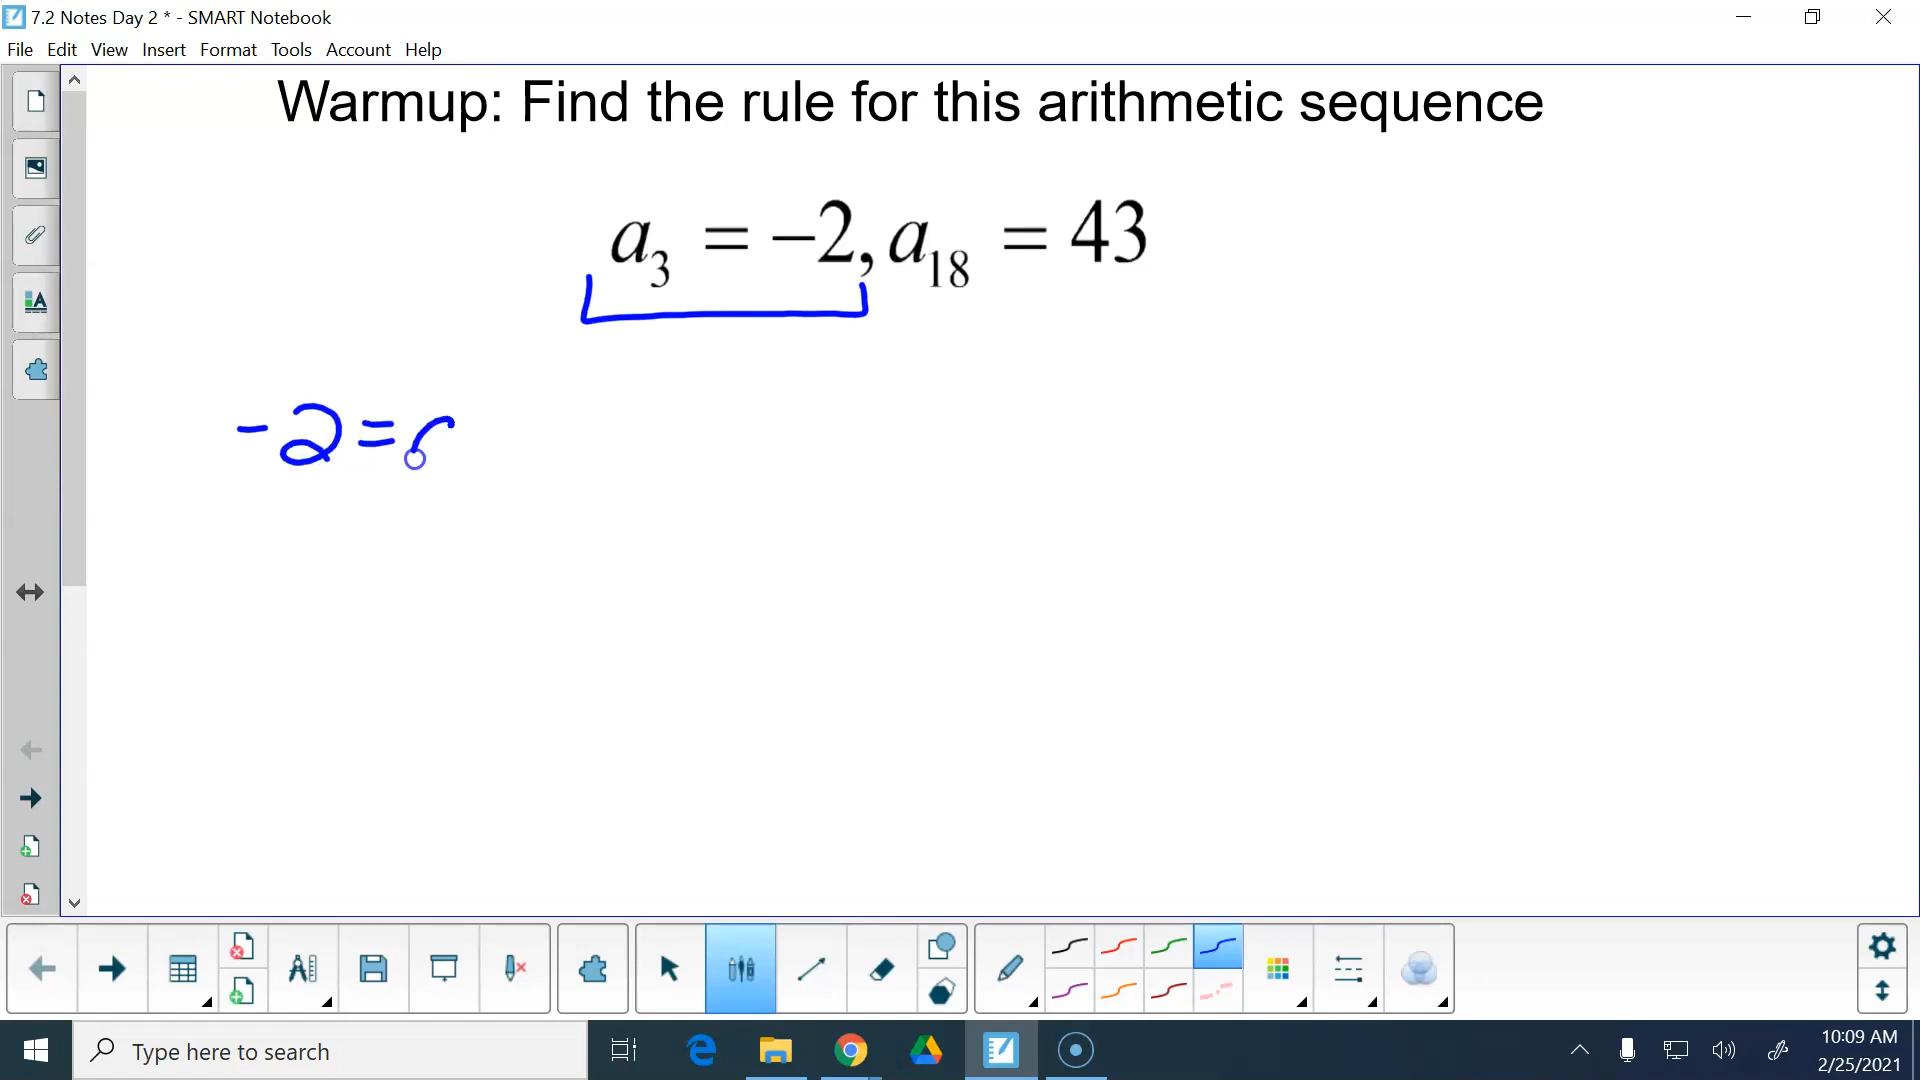 7.2 Notes Day 2 * - SMART Notebook
File Edit View Insert Format Tools Account Help
Warmup: Find the rule for this arithmetic sequence
a₃ = −2, a₁₈ = 43
-2 =
Type here to search
10:09 AM
2/25/2021